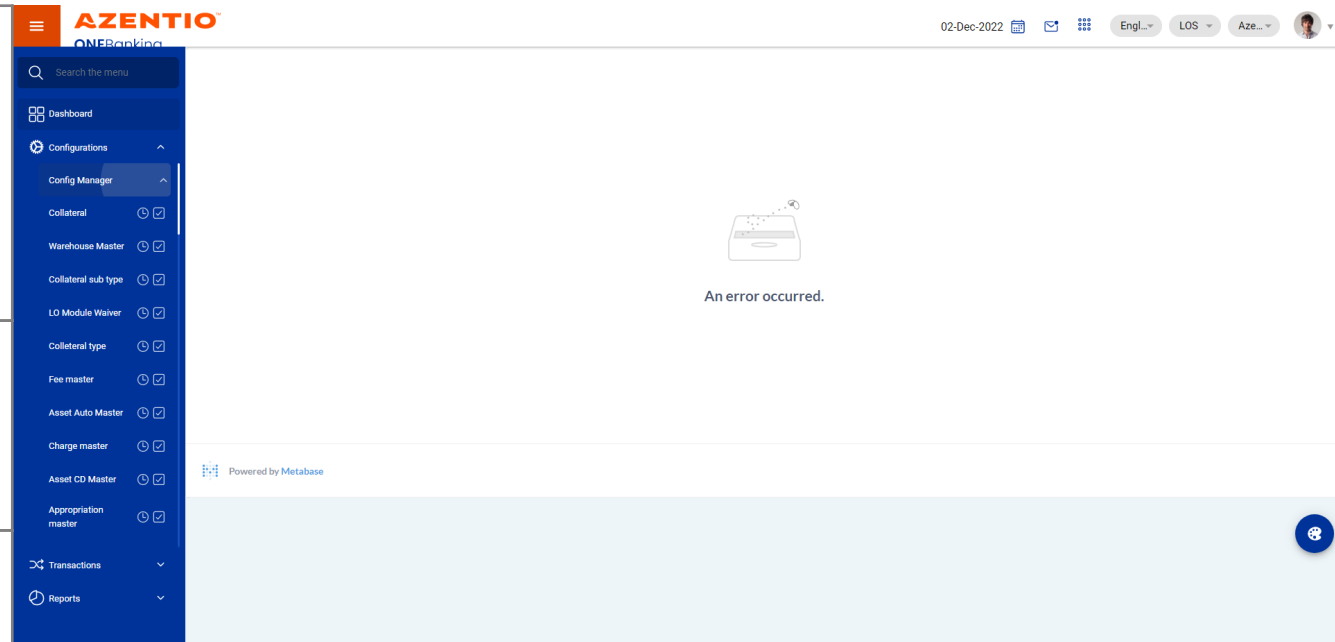 AZENTIO™
ONEBanking
02-Dec-2022
Engl...
LOS
Aze...
Search the menu
Dashboard
Configurations
Config Manager
Collateral
Warehouse Master
Collateral sub type
LO Module Waiver
Colleteral type
Fee master
Asset Auto Master
Charge master
Asset CD Master
Appropriation
master
Transactions
Reports
An error occurred.
Powered by Metabase